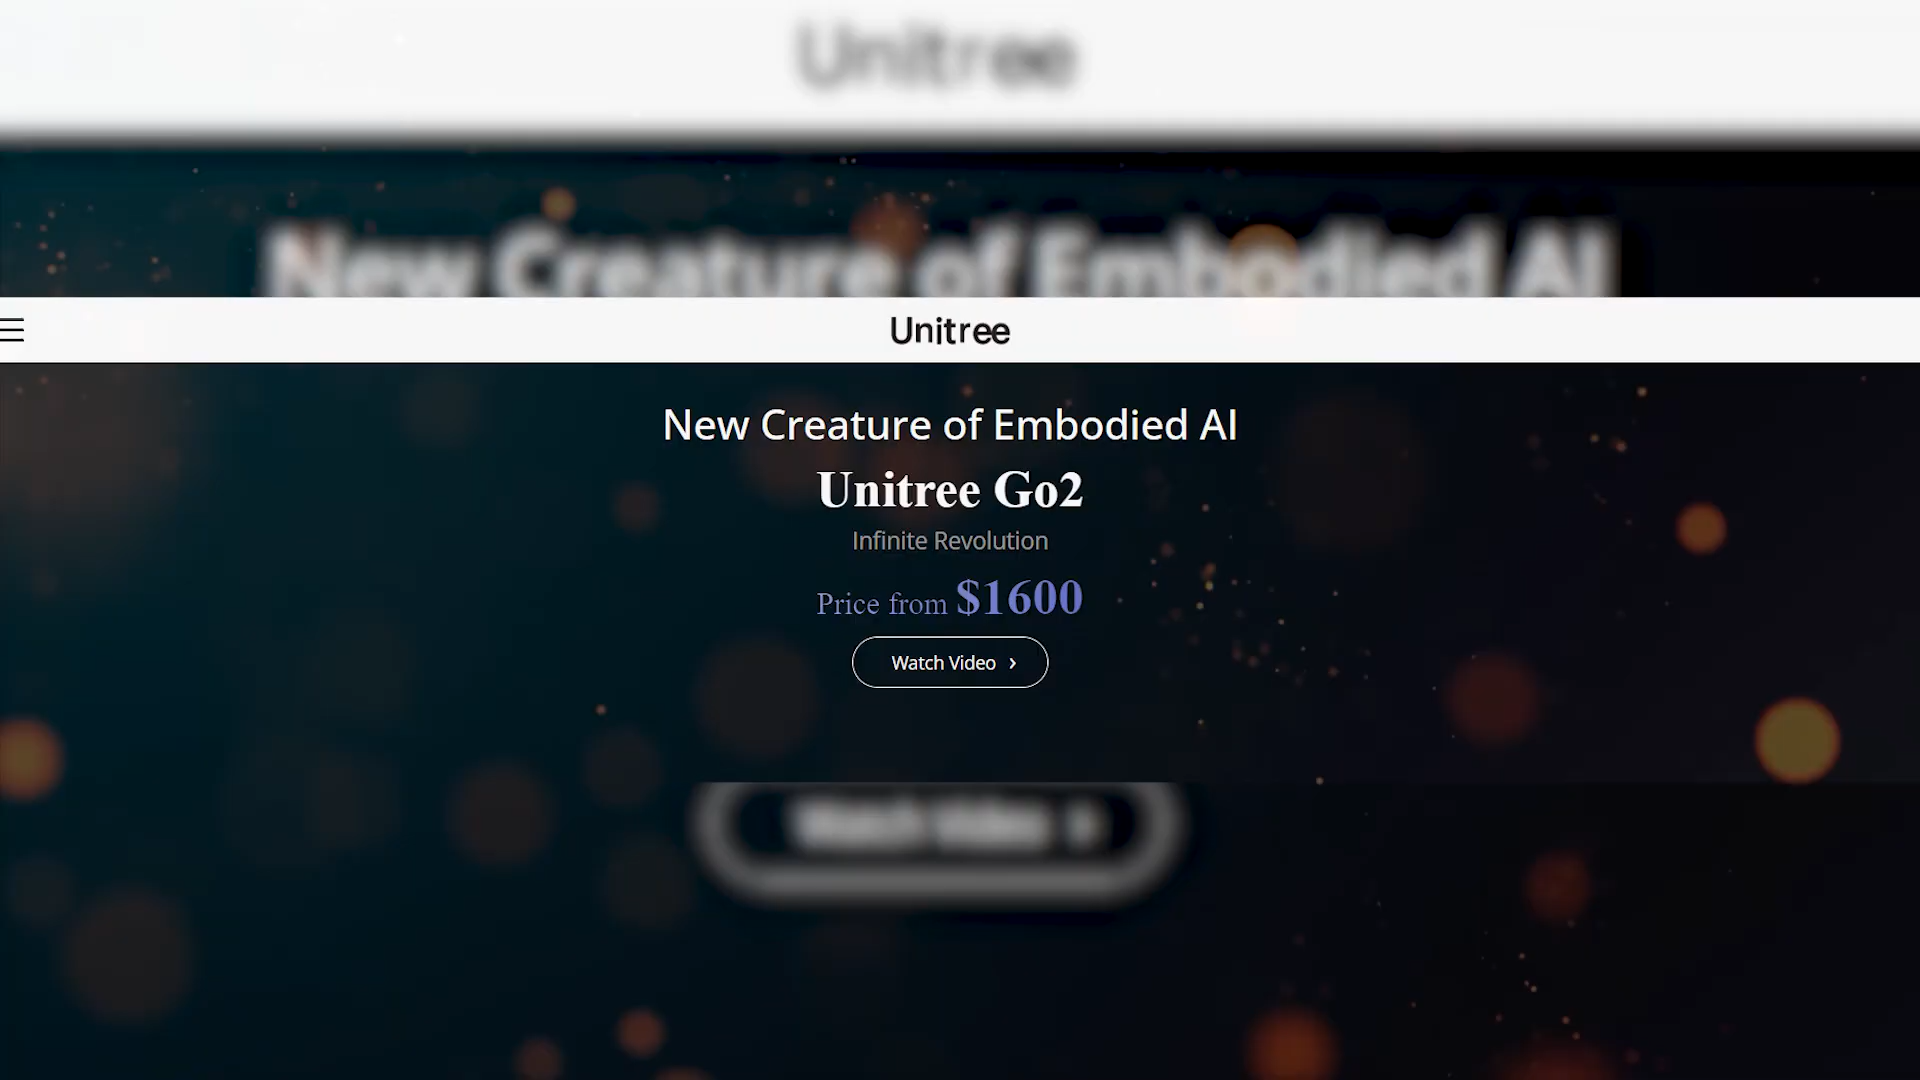 Unitree
New Creature of Embodied AI
Unitree
New Creature of Embodied AI
Unitree Go2
Infinite Revolution
Price from $1600
Watch Video ›
Watch Video